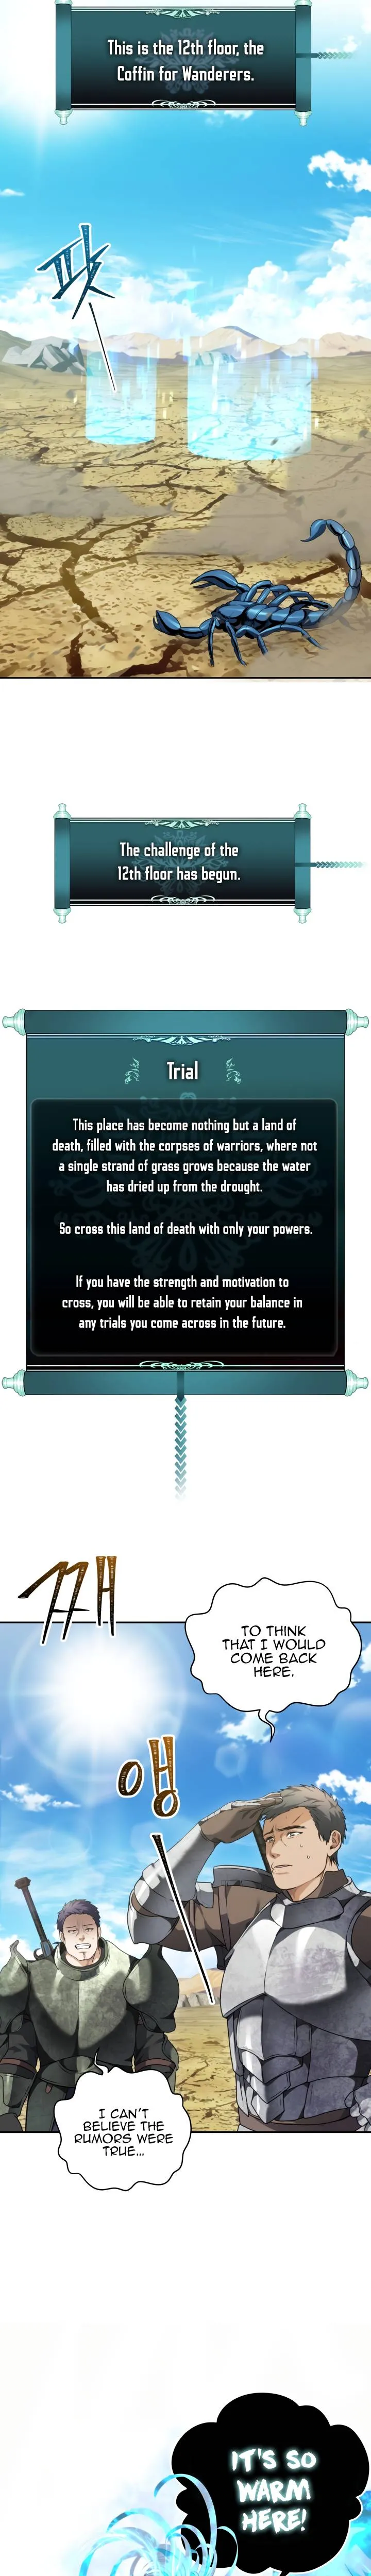 This is the 12th floor, the
Coffin for Wanderers.
팟
The challenge of the
12th floor has begun.
Trial
This place has become nothing but a land of
death, filled with the corpses of warriors, where not
a single strand of grass grows because the water
has dried up from the drought.
So cross this land of death with only your powers.
If you have the strength and motivation to
cross, you will be able to retain your balance in
any trials you come across in the future.
TO THINK
THAT I WOULD
COME BACK
HERE.
I CAN'T
BELIEVE THE
RUMORS WERE
TRUE...
IT'S SO
WARM
HERE!